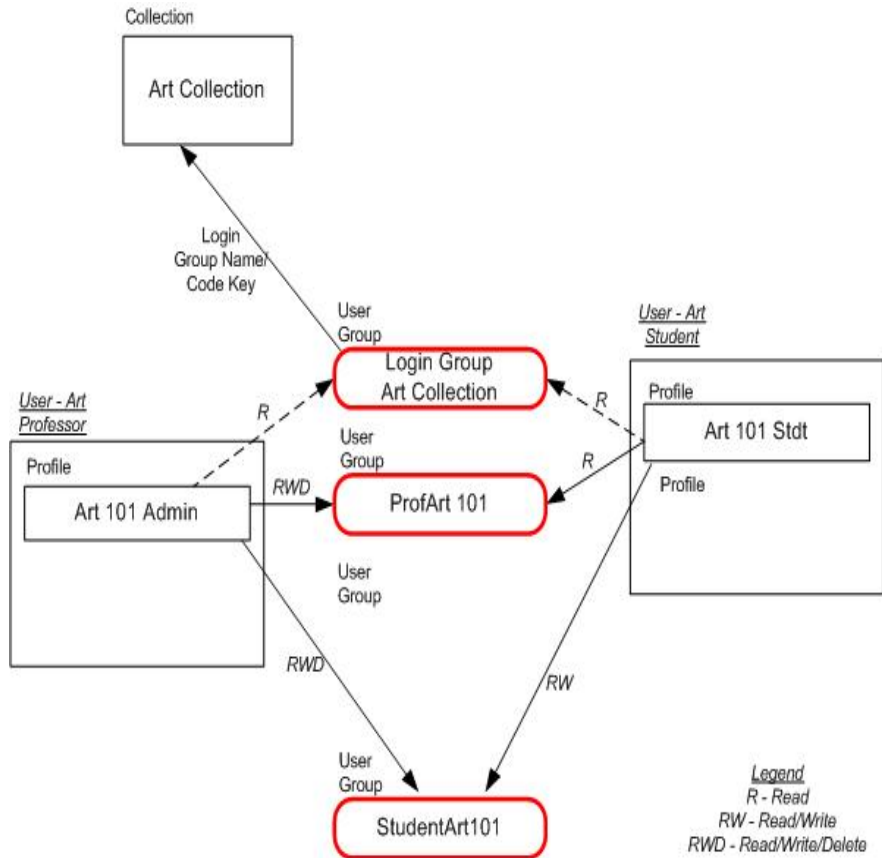 Collection
Art Collection
Login
Group Name/
Code Key
User
Group
Login Group
Art Collection
User - Art
Student
Profile
Art 101 Stdt
Profile
R
R
User - Art
Professor
Profile
Art 101 Admin
RWD
User
Group
ProfArt 101
R
User
Group
RWD
RW
User
Group
StudentArt101
Legend
R - Read
RW - Read/Write
RWD - Read/Write/Delete